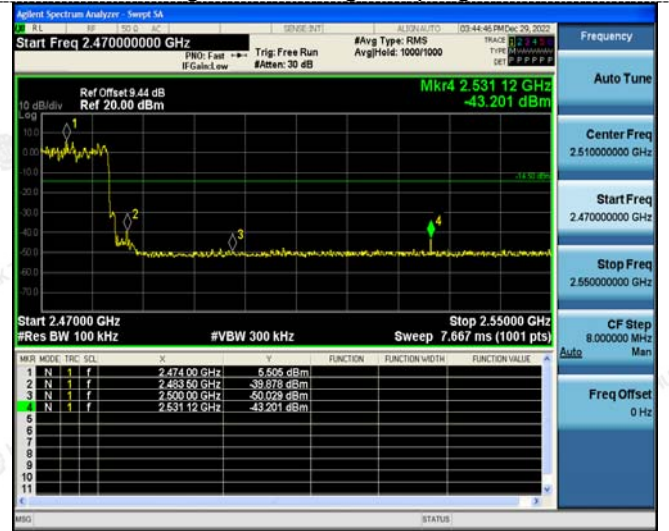 Agilent Spectrum Analyzer - Swept SA
RL RF 50 Ω AC SENSE:INT ALIGNAUTO 03:44:46 PM Dec 29, 2022
Start Freq 2.470000000 GHz
PNO: Fast
IFGain:Low
Trig: Free Run
#Atten: 30 dB
#Avg Type: RMS
Avg|Hold: 1000/1000
TRACE 1 2 3 4 5 6
TYPE
DET P P P P P P
Frequency
Auto Tune
Center Freq
2.510000000 GHz
Start Freq
2.470000000 GHz
Stop Freq
2.550000000 GHz
CF Step
8.000000 MHz
Auto Man
Freq Offset
0 Hz
Mkr4 2.531 12 GHz
-43.201 dBm
Ref Offset 9.44 dB
10 dB/div Ref 20.00 dBm
Log
10.0
0.00
-10.0
-20.0
-30.0
-40.0
-50.0
-60.0
-70.0
1
2
3
4
-14.50 dBm
Start 2.47000 GHz Stop 2.55000 GHz
#Res BW 100 kHz #VBW 300 kHz Sweep 7.667 ms (1001 pts)
MKR MODE TRC SCL X Y FUNCTION FUNCTION WIDTH FUNCTION VALUE
1 N 1 f 2.474 00 GHz 5.505 dBm
2 N 1 f 2.483 50 GHz -39.878 dBm
3 N 1 f 2.500 00 GHz -50.029 dBm
4 N 1 f 2.531 12 GHz -43.201 dBm
5
6
7
8
9
10
11
MSG STATUS